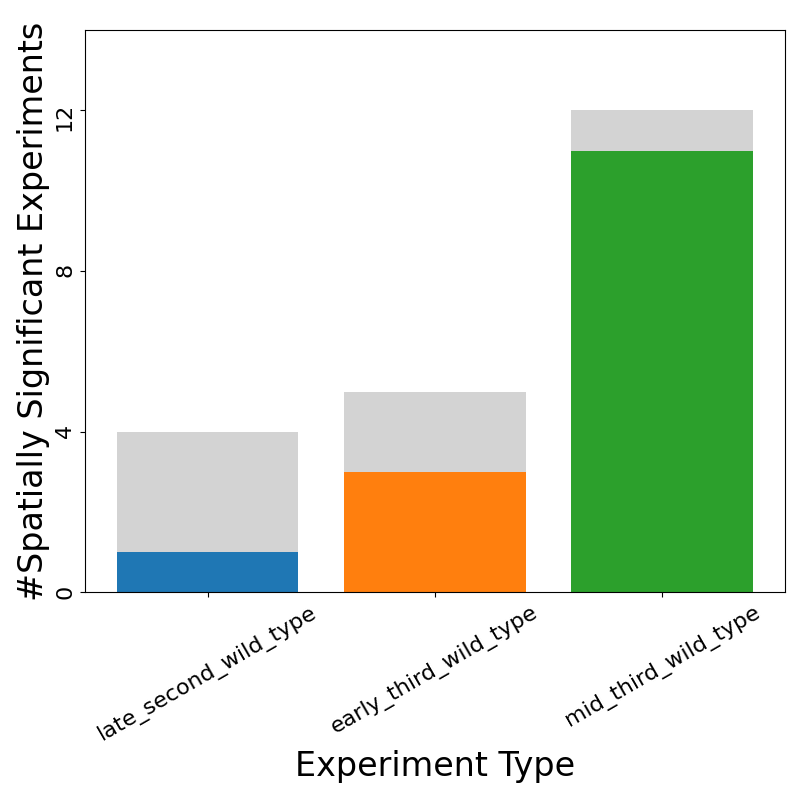 #Spatially Significant Experiments
12
8
4
0
late_second_wild_type
early_third_wild_type
mid_third_wild_type
Experiment Type